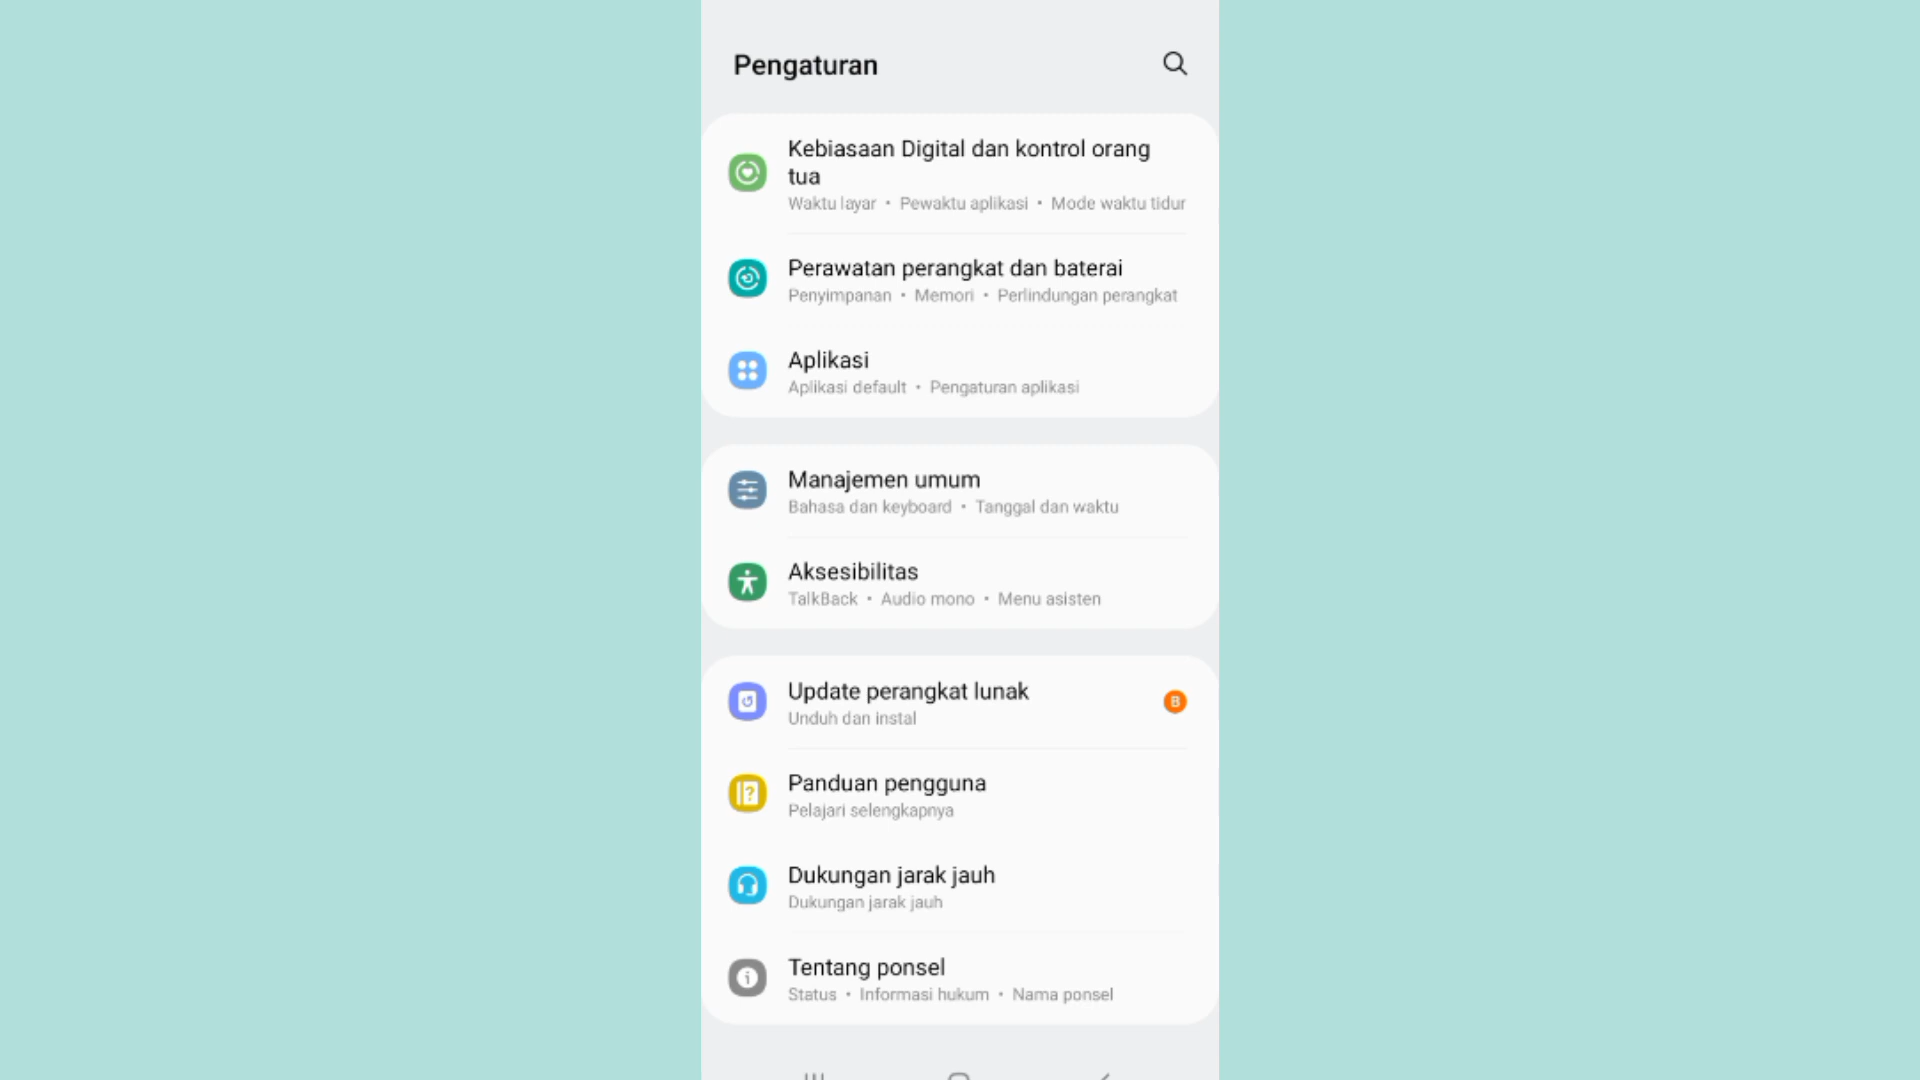 Pengaturan
Kebiasaan Digital dan kontrol orang
tua
Waktu layar • Pewaktu aplikasi • Mode waktu tidur
Perawatan perangkat dan baterai
Penyimpanan • Memori • Perlindungan perangkat
Aplikasi
Aplikasi default • Pengaturan aplikasi
Manajemen umum
Bahasa dan keyboard • Tanggal dan waktu
Aksesibilitas
TalkBack • Audio mono • Menu asisten
Update perangkat lunak
B
Unduh dan instal
Panduan pengguna
Pelajari selengkapnya
Dukungan jarak jauh
Dukungan jarak jauh
Tentang ponsel
Status • Informasi hukum • Nama ponsel